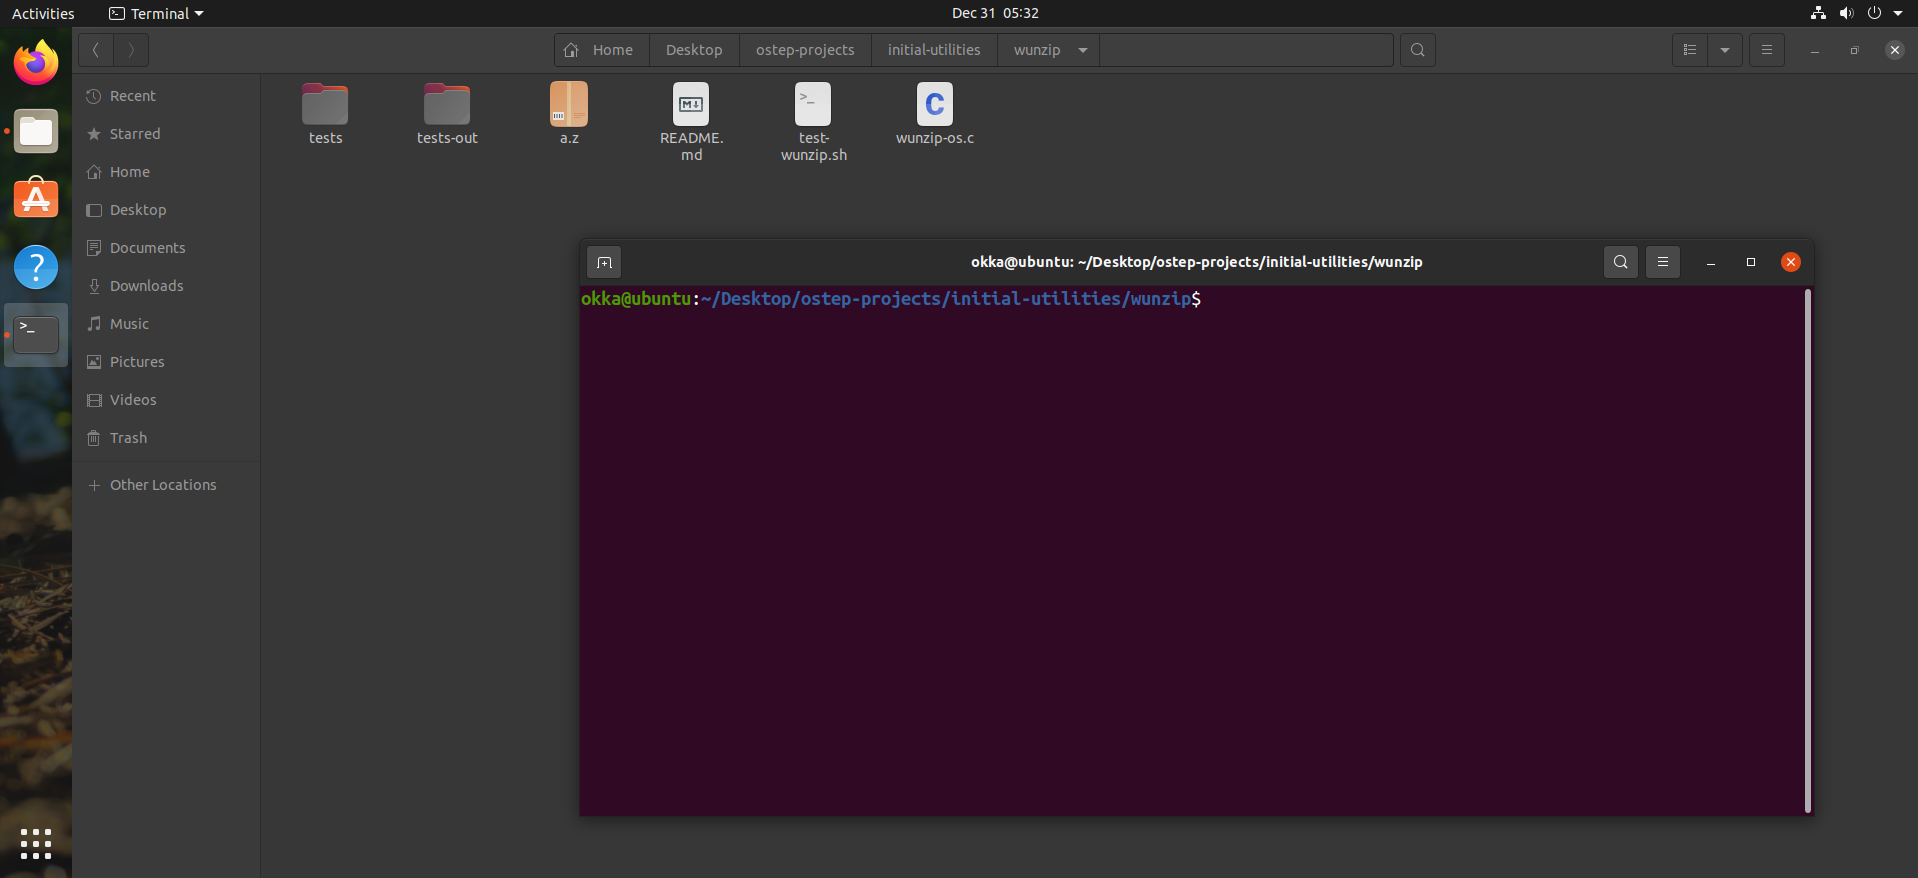 Activities
Terminal
Dec 31 05:32
Home
Desktop
ostep-projects
initial-utilities
wunzip
Recent
Starred
Home
Desktop
Documents
Downloads
Music
Pictures
Videos
Trash
Other Locations
tests
tests-out
a.z
README.
md
test-
wunzip.sh
wunzip-os.c
okka@ubuntu: ~/Desktop/ostep-projects/initial-utilities/wunzip
okka@ubuntu:~/Desktop/ostep-projects/initial-utilities/wunzip$